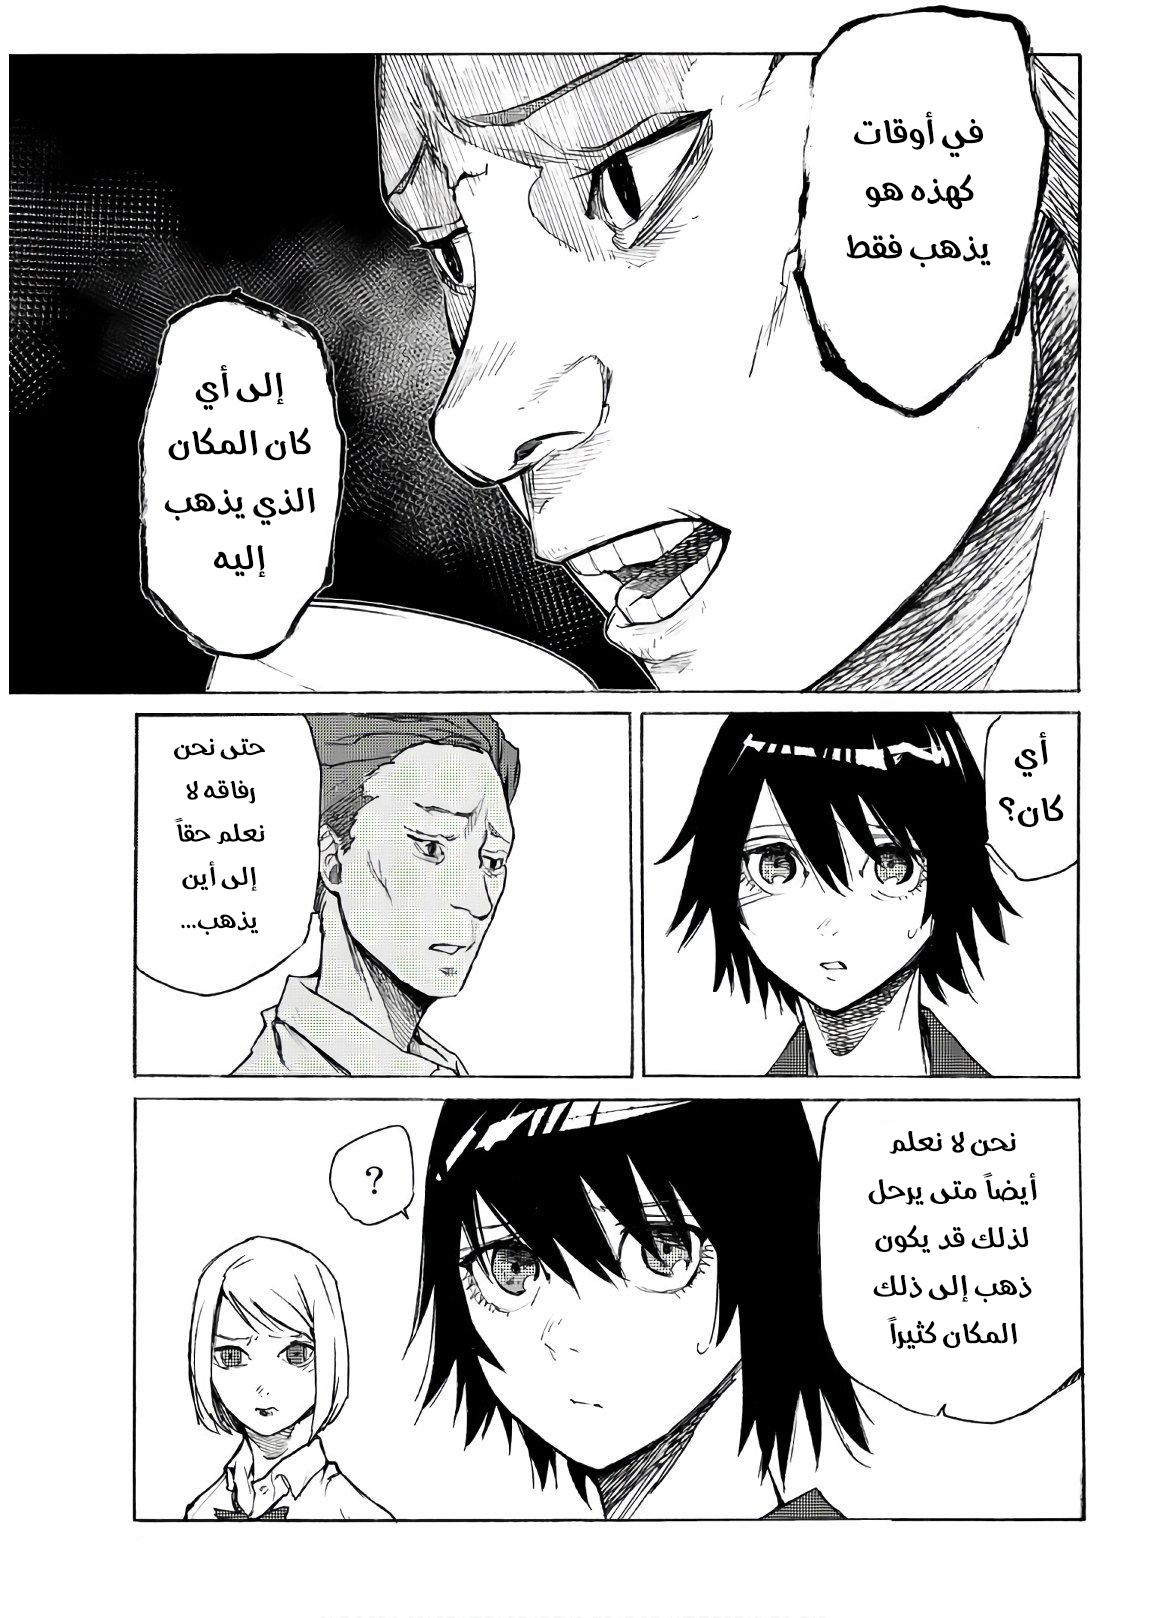 في أوقات
كهذه هو
يذهب فقط
إلى أي
كان المكان
الذي يذهب
إليه
أي
كان؟
حتى نحن
رفاقه لا
نعلم حقاً
إلى أين
يذهب...
نحن لا نعلم
أيضاً متى يرحل
لذلك قد يكون
ذهب إلى ذلك
المكان كثيراً
?